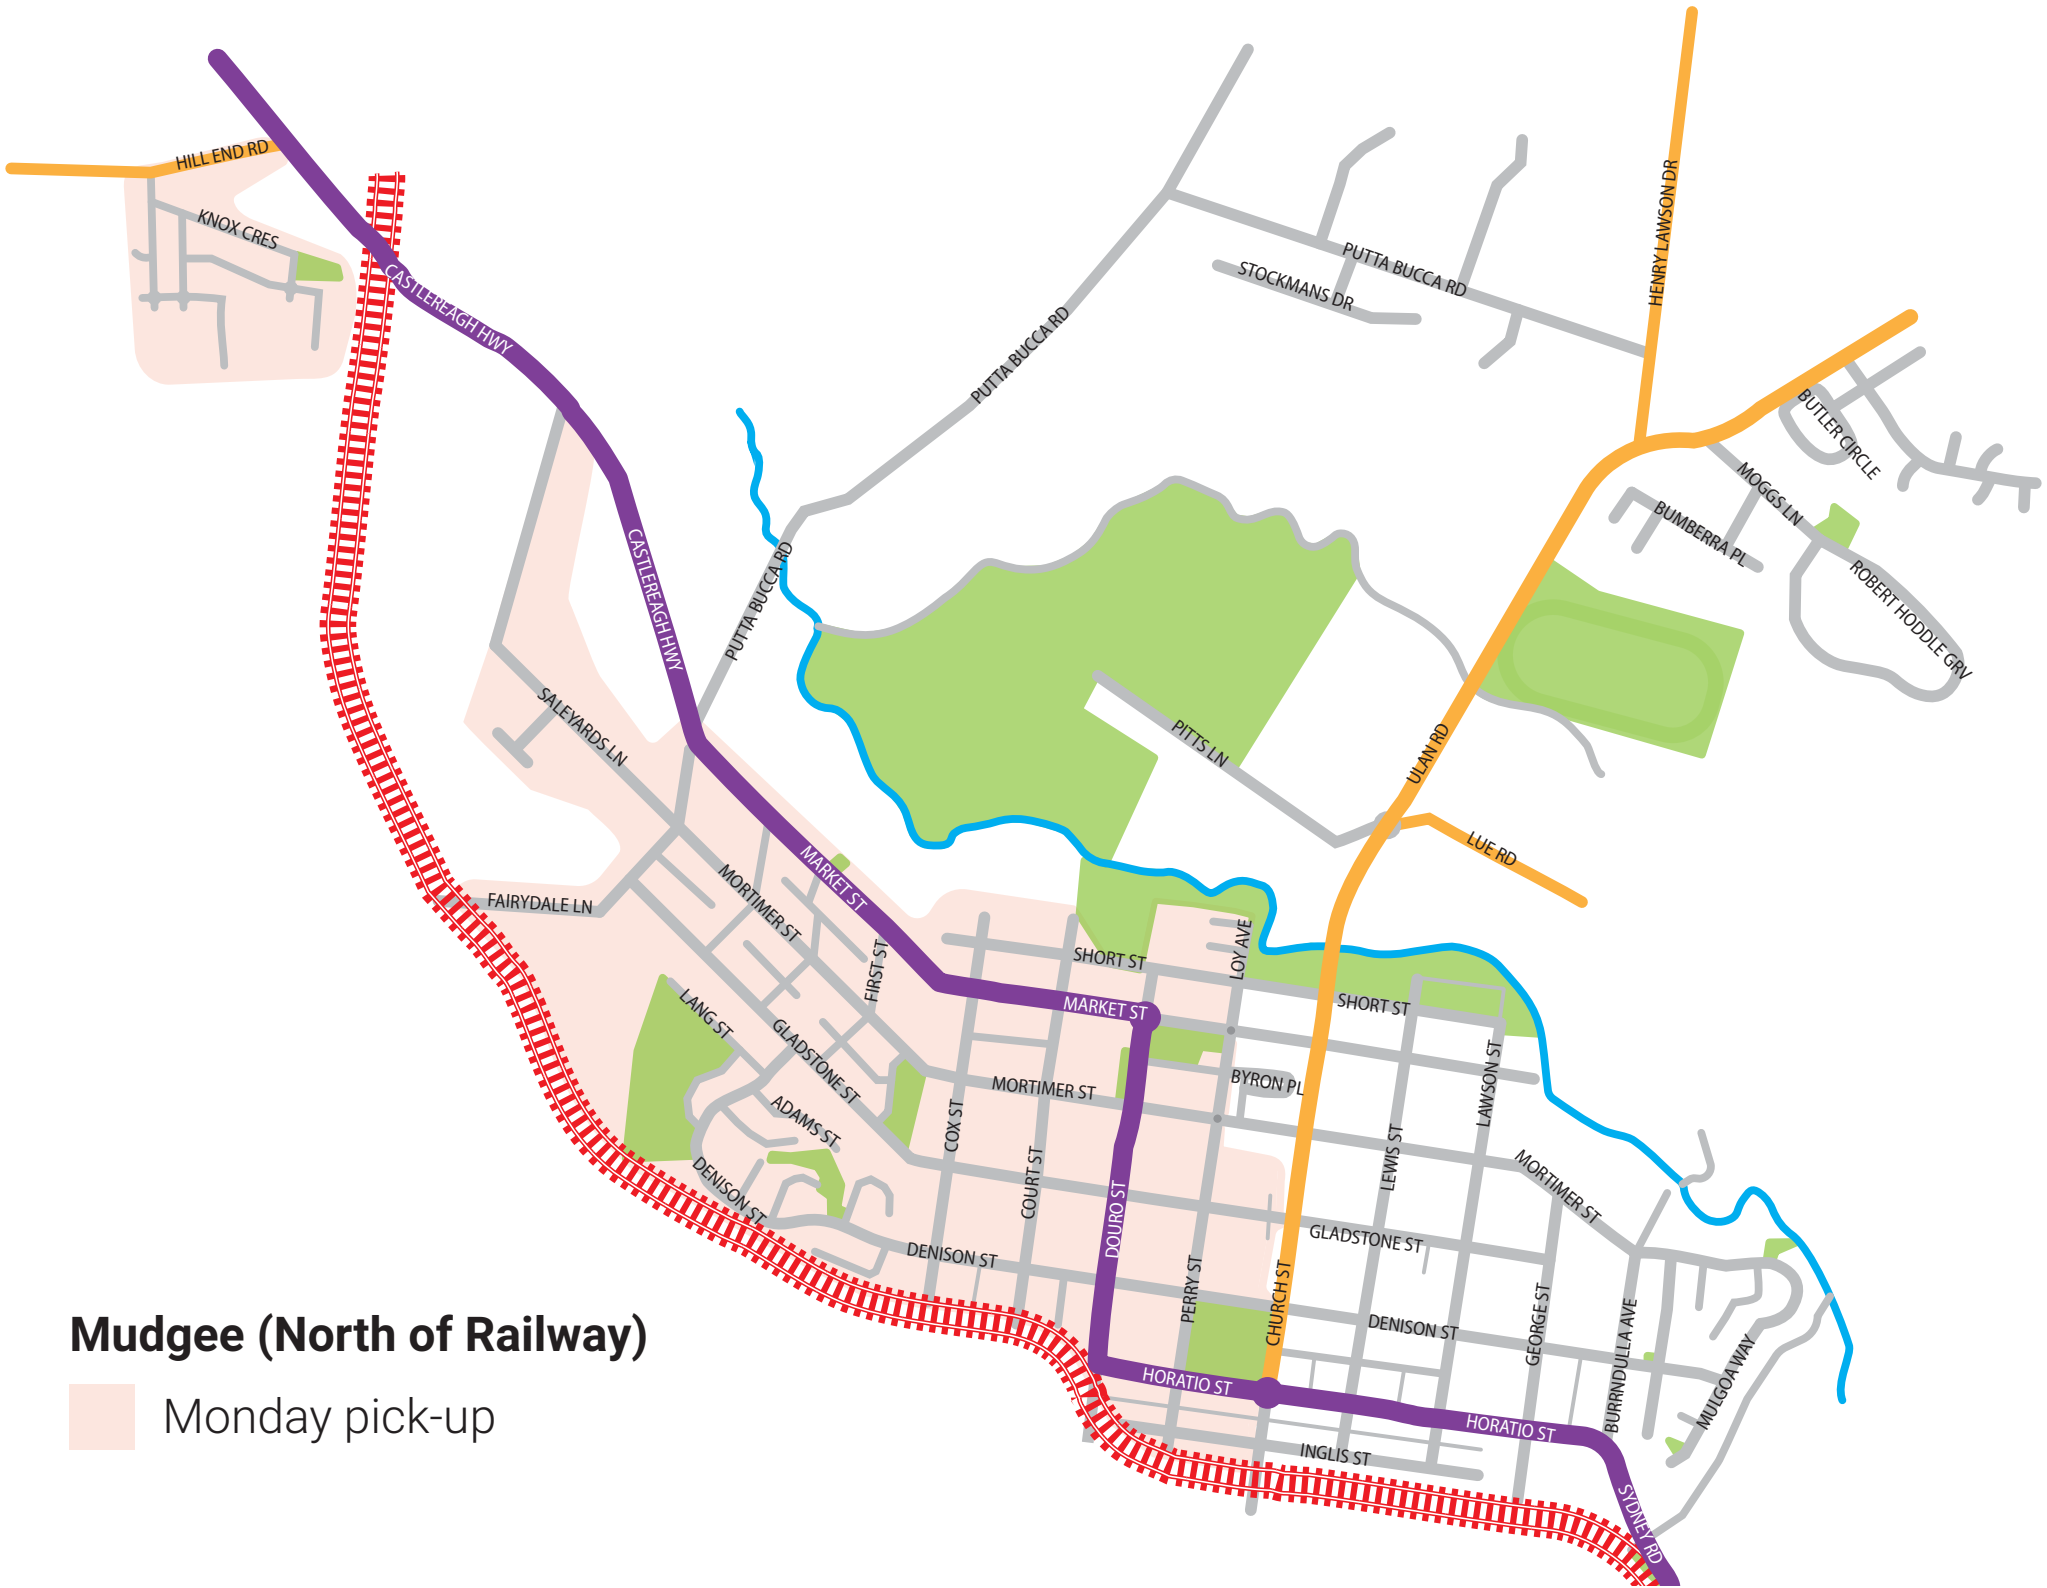 HILL END RD
KNOX CRES
CASTLEREAGH HWY
PUTTA BUCCA RD
STOCKMANS DR
HENRY LAWSON DR
PUTTA BUCCA RD
BUTLER CIRCLE
MOGGS LN
BUMBERRA PL
ROBERT HODDLE GRV
CASTLEREAGH HWY
PUTTA BUCCA RD
SALEYARDS LN
PITTS LN
ULAN RD
LUE RD
MARKET ST
MORTIMER ST
FAIRYDALE LN
FIRST ST
SHORT ST
LOY AVE
LANG ST
MARKET ST
SHORT ST
GLADSTONE ST
MORTIMER ST
BYRON PL
LAWSON ST
ADAMS ST
COX ST
COURT ST
LEWIS ST
MORTIMER ST
DENISON ST
DOURO ST
GLADSTONE ST
DENISON ST
PERRY ST
CHURCH ST
DENISON ST
GEORGE ST
BURRNDULLA AVE
MULGOA WAY
HORATIO ST
HORATIO ST
INGLIS ST
SYDNEY RD
Mudgee (North of Railway)
Monday pick-up